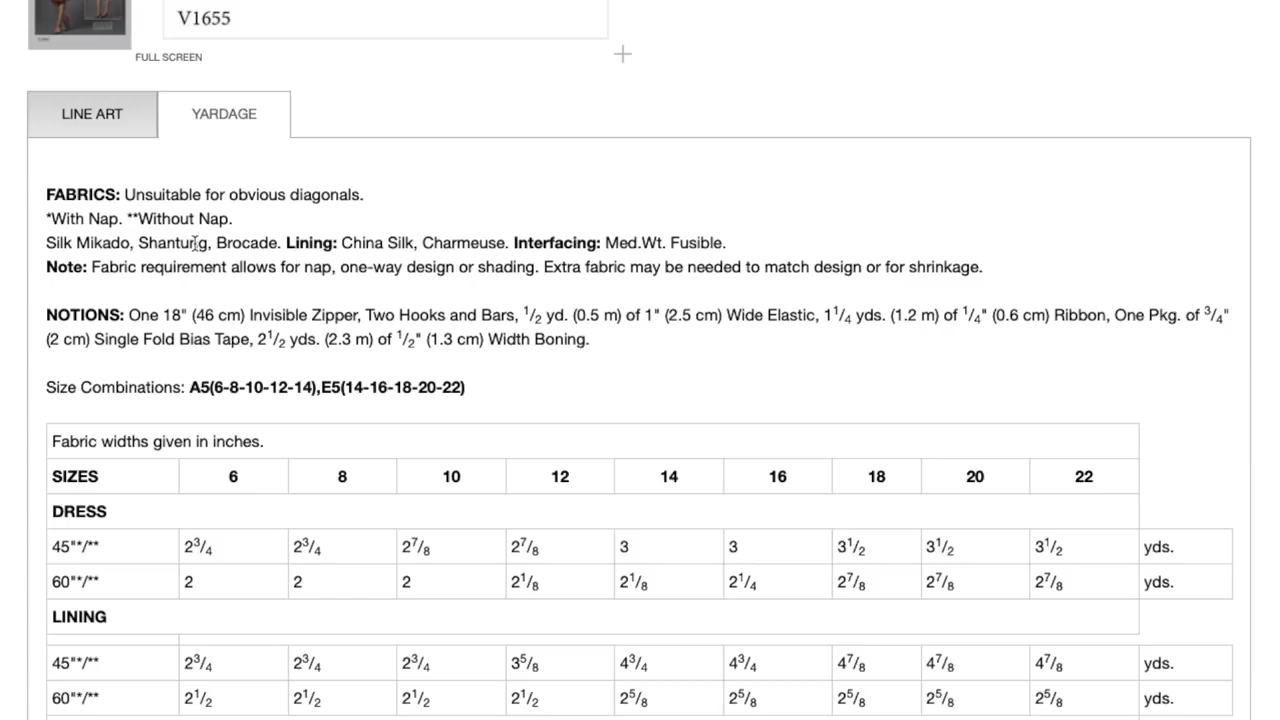 V1655
FULL SCREEN
LINE ART YARDAGE
FABRICS: Unsuitable for obvious diagonals.
*With Nap. **Without Nap.
Silk Mikado, Shantung, Brocade. Lining: China Silk, Charmeuse. Interfacing: Med.Wt. Fusible.
Note: Fabric requirement allows for nap, one-way design or shading. Extra fabric may be needed to match design or for shrinkage.
NOTIONS: One 18" (46 cm) Invisible Zipper, Two Hooks and Bars, 1/2 yd. (0.5 m) of 1" (2.5 cm) Wide Elastic, 1 1/4 yds. (1.2 m) of 1/4" (0.6 cm) Ribbon, One Pkg. of 3/4"
(2 cm) Single Fold Bias Tape, 2 1/2 yds. (2.3 m) of 1/2" (1.3 cm) Width Boning.
Size Combinations: A5(6-8-10-12-14),E5(14-16-18-20-22)
Fabric widths given in inches.
SIZES 6 8 10 12 14 16 18 20 22
DRESS
45"*/** 2 3/4 2 3/4 2 7/8 2 7/8 3 3 3 1/2 3 1/2 3 1/2 yds.
60"*/** 2 2 2 2 1/8 2 1/8 2 1/4 2 7/8 2 7/8 2 7/8 yds.
LINING
45"*/** 2 3/4 2 3/4 2 3/4 3 5/8 4 3/4 4 3/4 4 7/8 4 7/8 4 7/8 yds.
60"*/** 2 1/2 2 1/2 2 1/2 2 1/2 2 5/8 2 5/8 2 5/8 2 5/8 2 5/8 yds.